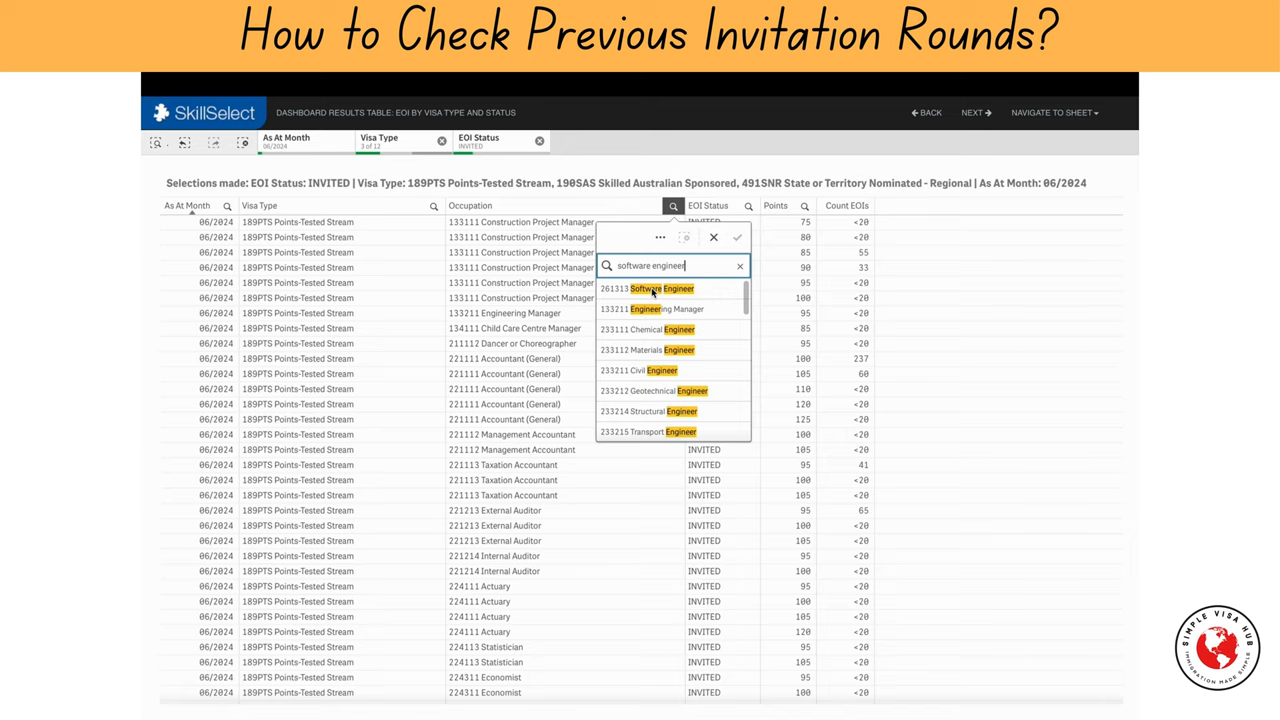 How to Check Previous Invitation Rounds?
SkillSelect DASHBOARD RESULTS TABLE: EOI BY VISA TYPE AND STATUS BACK NEXT NAVIGATE TO SHEET
As At Month Visa Type EOI Status
06/2024 3 of 12 INVITED
Selections made: EOI Status: INVITED | Visa Type: 189PTS Points-Tested Stream, 190SAS Skilled Australian Sponsored, 491SNR State or Territory Nominated - Regional | As At Month: 06/2024
As At Month Visa Type Occupation EOI Status Points Count EOIs
06/2024 189PTS Points-Tested Stream 133111 Construction Project Manager INVITED 75 <20
06/2024 189PTS Points-Tested Stream 133111 Construction Project Manager 80 <20
06/2024 189PTS Points-Tested Stream 133111 Construction Project Manager 85 55
06/2024 189PTS Points-Tested Stream 133111 Construction Project Manager 90 33
06/2024 189PTS Points-Tested Stream 133111 Construction Project Manager 95 <20
06/2024 189PTS Points-Tested Stream 133111 Construction Project Manager 100 <20
06/2024 189PTS Points-Tested Stream 133211 Engineering Manager 95 <20
06/2024 189PTS Points-Tested Stream 134111 Child Care Centre Manager 85 <20
06/2024 189PTS Points-Tested Stream 211112 Dancer or Choreographer 95 <20
06/2024 189PTS Points-Tested Stream 221111 Accountant (General) 100 237
06/2024 189PTS Points-Tested Stream 221111 Accountant (General) 105 60
06/2024 189PTS Points-Tested Stream 221111 Accountant (General) 110 <20
06/2024 189PTS Points-Tested Stream 221111 Accountant (General) 120 <20
06/2024 189PTS Points-Tested Stream 221111 Accountant (General) 125 <20
06/2024 189PTS Points-Tested Stream 221112 Management Accountant 100 <20
06/2024 189PTS Points-Tested Stream 221112 Management Accountant INVITED 105 <20
06/2024 189PTS Points-Tested Stream 221113 Taxation Accountant INVITED 95 41
06/2024 189PTS Points-Tested Stream 221113 Taxation Accountant INVITED 100 <20
06/2024 189PTS Points-Tested Stream 221113 Taxation Accountant INVITED 105 <20
06/2024 189PTS Points-Tested Stream 221213 External Auditor INVITED 95 65
06/2024 189PTS Points-Tested Stream 221213 External Auditor INVITED 100 <20
06/2024 189PTS Points-Tested Stream 221213 External Auditor INVITED 105 <20
06/2024 189PTS Points-Tested Stream 221214 Internal Auditor INVITED 95 <20
06/2024 189PTS Points-Tested Stream 221214 Internal Auditor INVITED 100 <20
06/2024 189PTS Points-Tested Stream 224111 Actuary INVITED 95 <20
06/2024 189PTS Points-Tested Stream 224111 Actuary INVITED 100 <20
06/2024 189PTS Points-Tested Stream 224111 Actuary INVITED 105 <20
06/2024 189PTS Points-Tested Stream 224111 Actuary INVITED 120 <20
06/2024 189PTS Points-Tested Stream 224113 Statistician INVITED 95 <20
06/2024 189PTS Points-Tested Stream 224113 Statistician INVITED 105 <20
06/2024 189PTS Points-Tested Stream 224311 Economist INVITED 95 <20
06/2024 189PTS Points-Tested Stream 224311 Economist INVITED 100 <20
software engineer
261313 Software Engineer
133211 Engineering Manager
233111 Chemical Engineer
233112 Materials Engineer
233211 Civil Engineer
233212 Geotechnical Engineer
233214 Structural Engineer
233215 Transport Engineer
SIMPLE VISA HUB
IMMIGRATION MADE SIMPLE